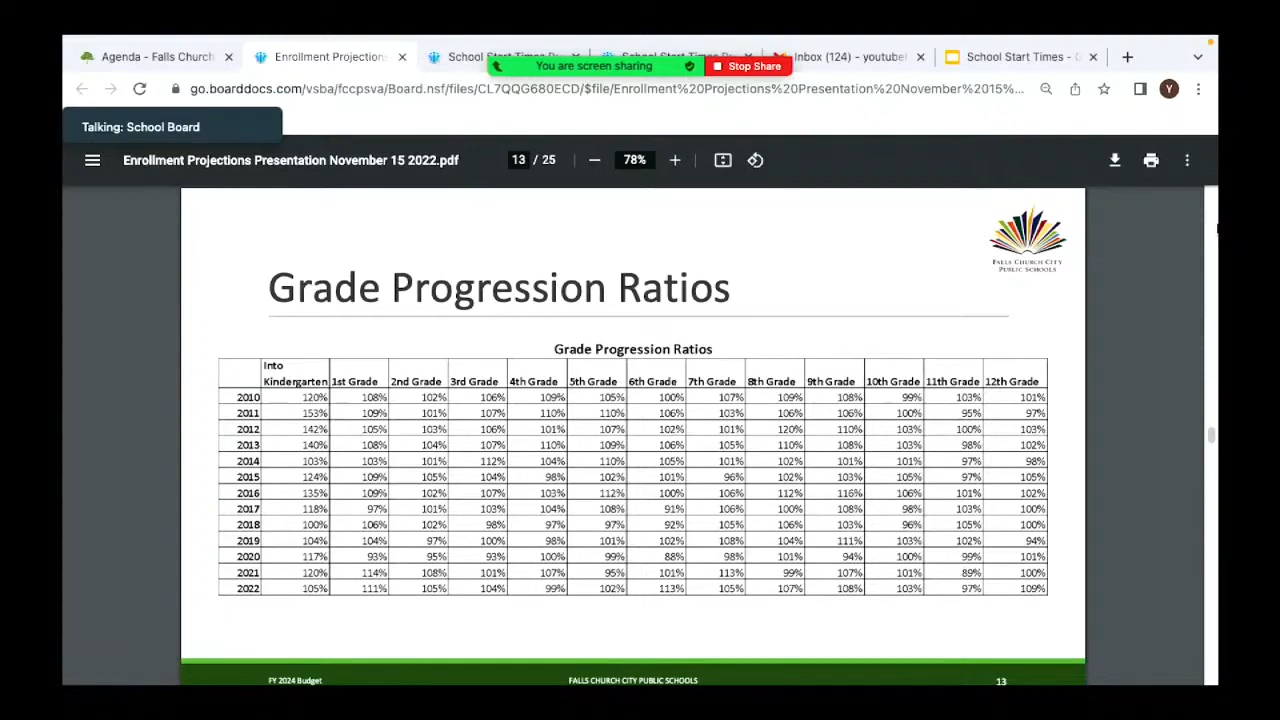 Agenda - Falls Church
Enrollment Projections
School Start Times
School Start Times
Inbox (124) - youtube
School Start Times -
You are screen sharing
Stop Share
go.boarddocs.com/vsba/fccpsva/Board.nsf/files/CL7QQG680ECD/$file/Enrollment%20Projections%20Presentation%20November%2015%...
Y
Talking: School Board
Enrollment Projections Presentation November 15 2022.pdf
13 / 25
78%
FALLS CHURCH CITY
PUBLIC SCHOOLS
Grade Progression Ratios
Grade Progression Ratios
Into
Kindergarten 1st Grade 2nd Grade 3rd Grade 4th Grade 5th Grade 6th Grade 7th Grade 8th Grade 9th Grade 10th Grade 11th Grade 12th Grade
2010 120% 108% 102% 106% 109% 105% 100% 107% 109% 108% 99% 103% 101%
2011 153% 109% 101% 107% 110% 110% 106% 103% 106% 106% 100% 95% 97%
2012 142% 105% 103% 106% 101% 107% 102% 101% 120% 110% 103% 100% 103%
2013 140% 108% 104% 107% 110% 109% 106% 105% 110% 108% 103% 98% 102%
2014 103% 103% 101% 112% 104% 110% 105% 101% 102% 101% 101% 97% 98%
2015 124% 109% 105% 104% 98% 102% 101% 96% 102% 103% 105% 97% 105%
2016 135% 109% 102% 107% 103% 112% 100% 106% 112% 116% 106% 101% 102%
2017 118% 97% 101% 103% 104% 108% 91% 106% 100% 108% 98% 103% 100%
2018 100% 106% 102% 98% 97% 97% 92% 105% 106% 103% 96% 105% 100%
2019 104% 104% 97% 100% 98% 101% 102% 108% 104% 111% 103% 102% 94%
2020 117% 93% 95% 93% 100% 99% 88% 98% 101% 94% 100% 99% 101%
2021 120% 114% 108% 101% 107% 95% 101% 113% 99% 107% 101% 89% 100%
2022 105% 111% 105% 104% 99% 102% 113% 105% 107% 108% 103% 97% 109%
FY 2024 Budget
FALLS CHURCH CITY PUBLIC SCHOOLS
13